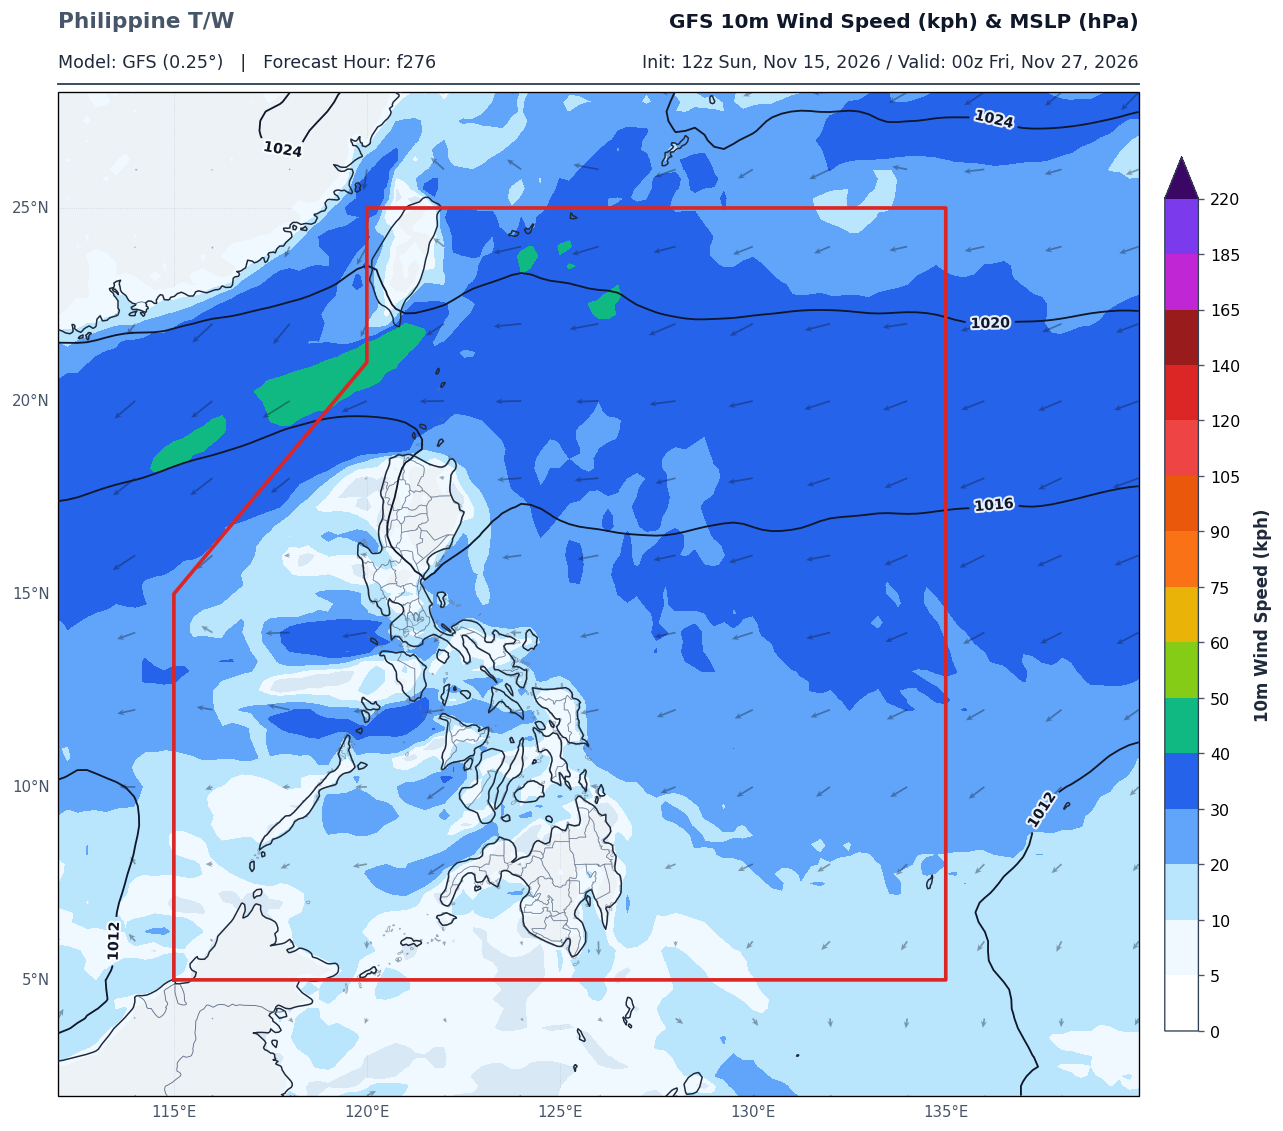 Philippine T/W
GFS 10m Wind Speed (kph) & MSLP (hPa)
Model: GFS (0.25°)   |   Forecast Hour: f276
Init: 12z Sun, Nov 15, 2026 / Valid: 00z Fri, Nov 27, 2026
1024
1024
1020
1016
1012
1012
25°N
20°N
15°N
10°N
5°N
115°E
120°E
125°E
130°E
135°E
220
185
165
140
120
105
90
75
60
50
40
30
20
10
5
0
10m Wind Speed (kph)